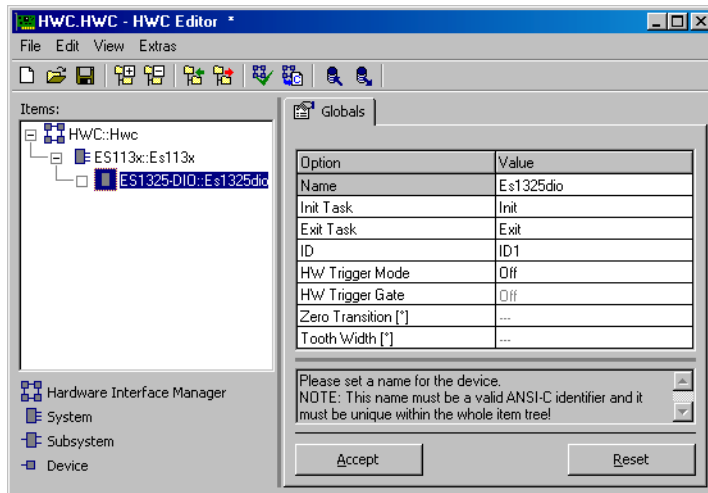 HWC.HWC - HWC Editor *
File Edit View Extras
Items:
HWC::Hwc
ES113x::Es113x
ES1325-DIO::Es1325dio
Hardware Interface Manager
System
Subsystem
Device
Globals
Option Value
Name Es1325dio
Init Task Init
Exit Task Exit
ID ID1
HW Trigger Mode Off
HW Trigger Gate Off
Zero Transition [°] ---
Tooth Width [°] ---
Please set a name for the device.
NOTE: This name must be a valid ANSI-C identifier and it
must be unique within the whole item tree!
Accept Reset